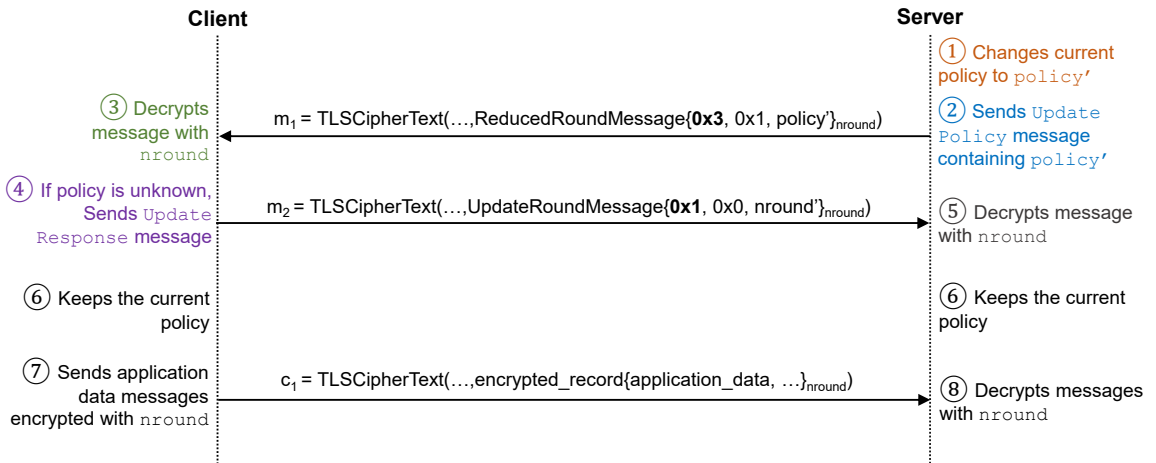 Client
Server
① Changes current
policy to policy’
③ Decrypts
message with
nround
m1 = TLSCipherText(…,ReducedRoundMessage{0x3, 0x1, policy’}nround)
② Sends Update
Policy message
containing policy’
④ If policy is unknown,
Sends Update
Response message
m2 = TLSCipherText(…,UpdateRoundMessage{0x1, 0x0, nround’}nround)
⑤ Decrypts message
with nround
⑥ Keeps the current
policy
⑥ Keeps the current
policy
⑦ Sends application
data messages
encrypted with nround
c1 = TLSCipherText(…,encrypted_record{application_data, …}nround)
⑧ Decrypts messages
with nround